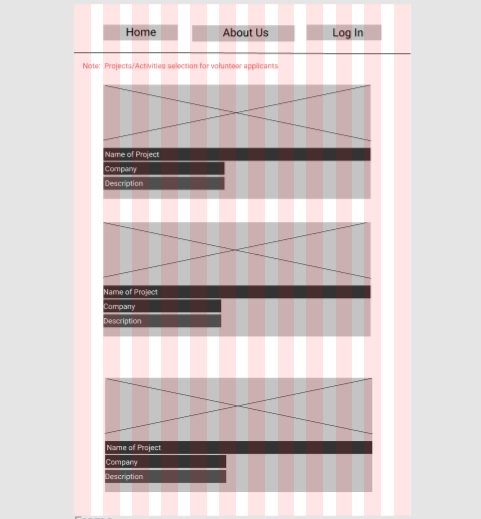 Home About Us Log In
Note: Projects/Activities selection for volunteer applicants
Name of Project
Company
Description
Name of Project
Company
Description
Name of Project
Company
Description